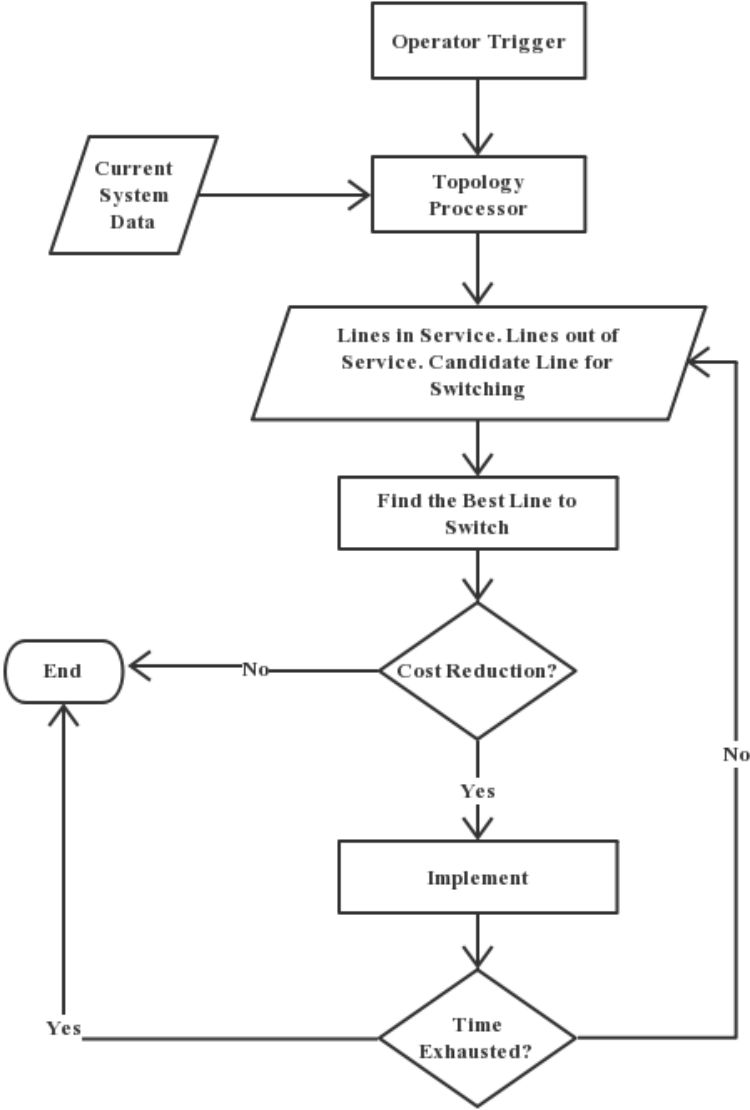 Operator Trigger
Current
System
Data
Topology
Processor
Lines in Service. Lines out of
Service. Candidate Line for
Switching
Find the Best Line to
Switch
End
No
Cost Reduction?
No
Yes
Implement
Yes
Time
Exhausted?